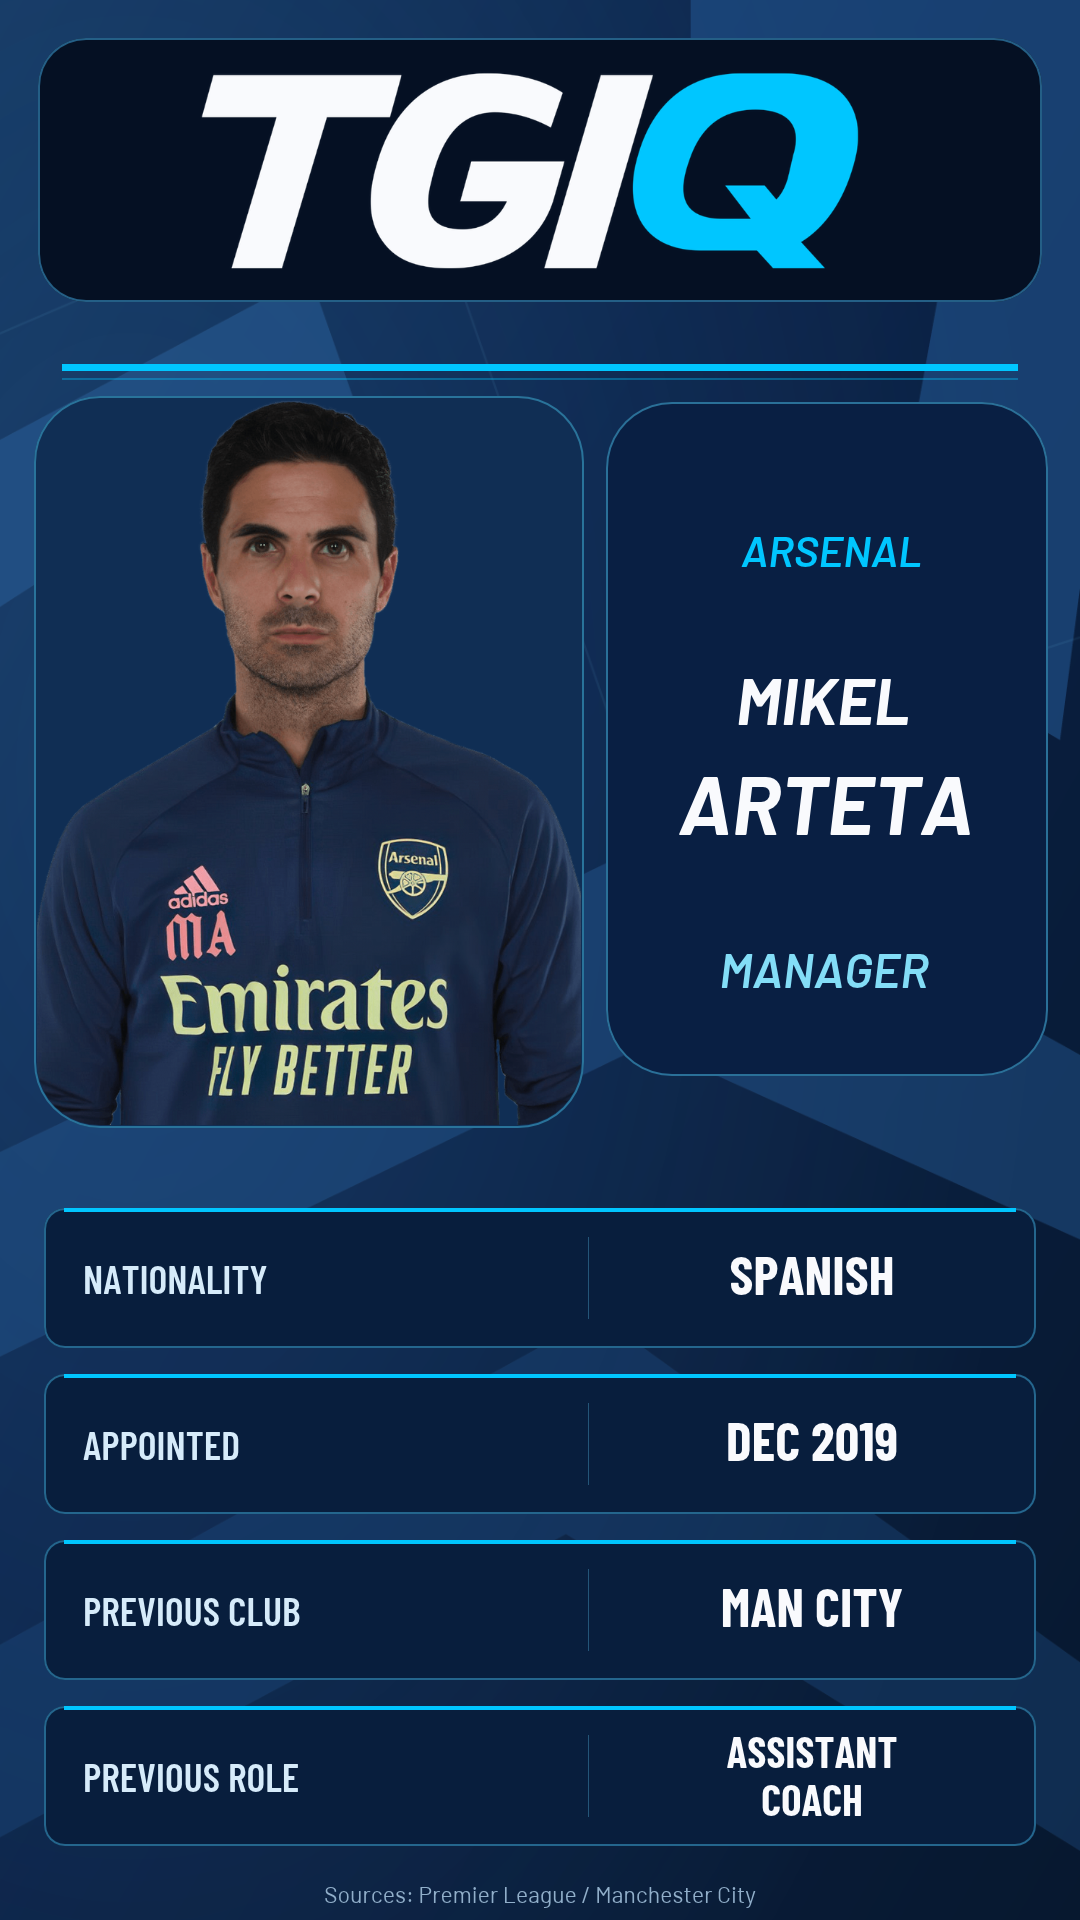 TGIQ
ARSENAL
MIKEL
ARTETA
MANAGER
Arsenal
adidas
MA
Emirates
FLY BETTER
NATIONALITY
SPANISH
APPOINTED
DEC 2019
PREVIOUS CLUB
MAN CITY
PREVIOUS ROLE
ASSISTANT
COACH
Sources: Premier League / Manchester City